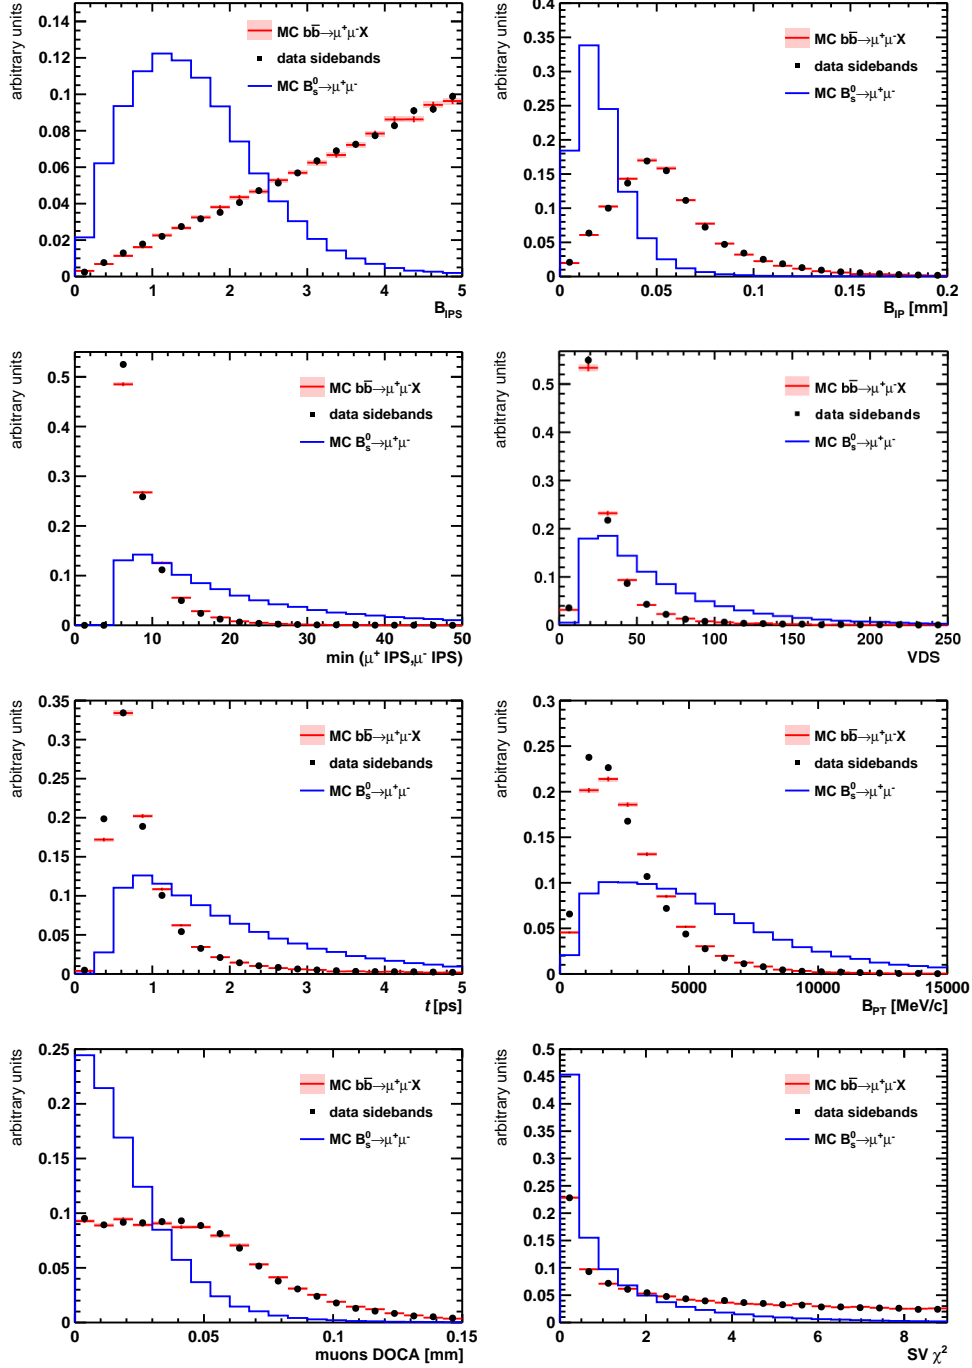 arbitrary units
0.14
0.12
0.1
0.08
0.06
0.04
0.02
0
MC bb̅→μ⁺μ⁻X
data sidebands
MC B⁰ₛ→μ⁺μ⁻
0 1 2 3 4 5
B_IPS
arbitrary units
0.4
0.35
0.3
0.25
0.2
0.15
0.1
0.05
0
MC bb̅→μ⁺μ⁻X
data sidebands
MC B⁰ₛ→μ⁺μ⁻
0 0.05 0.1 0.15 0.2
B_IP [mm]
arbitrary units
0.5
0.4
0.3
0.2
0.1
0
MC bb̅→μ⁺μ⁻X
data sidebands
MC B⁰ₛ→μ⁺μ⁻
0 10 20 30 40 50
min (μ⁺ IPS,μ⁻ IPS)
arbitrary units
0.5
0.4
0.3
0.2
0.1
0
MC bb̅→μ⁺μ⁻X
data sidebands
MC B⁰ₛ→μ⁺μ⁻
0 50 100 150 200 250
VDS
arbitrary units
0.35
0.3
0.25
0.2
0.15
0.1
0.05
0
MC bb̅→μ⁺μ⁻X
data sidebands
MC B⁰ₛ→μ⁺μ⁻
0 1 2 3 4 5
t [ps]
arbitrary units
0.3
0.25
0.2
0.15
0.1
0.05
0
MC bb̅→μ⁺μ⁻X
data sidebands
MC B⁰ₛ→μ⁺μ⁻
0 5000 10000 15000
B_PT [MeV/c]
arbitrary units
0.25
0.2
0.15
0.1
0.05
0
MC bb̅→μ⁺μ⁻X
data sidebands
MC B⁰ₛ→μ⁺μ⁻
0 0.05 0.1 0.15
muons DOCA [mm]
arbitrary units
0.5
0.45
0.4
0.35
0.3
0.25
0.2
0.15
0.1
0.05
0
MC bb̅→μ⁺μ⁻X
data sidebands
MC B⁰ₛ→μ⁺μ⁻
0 2 4 6 8
SV χ²